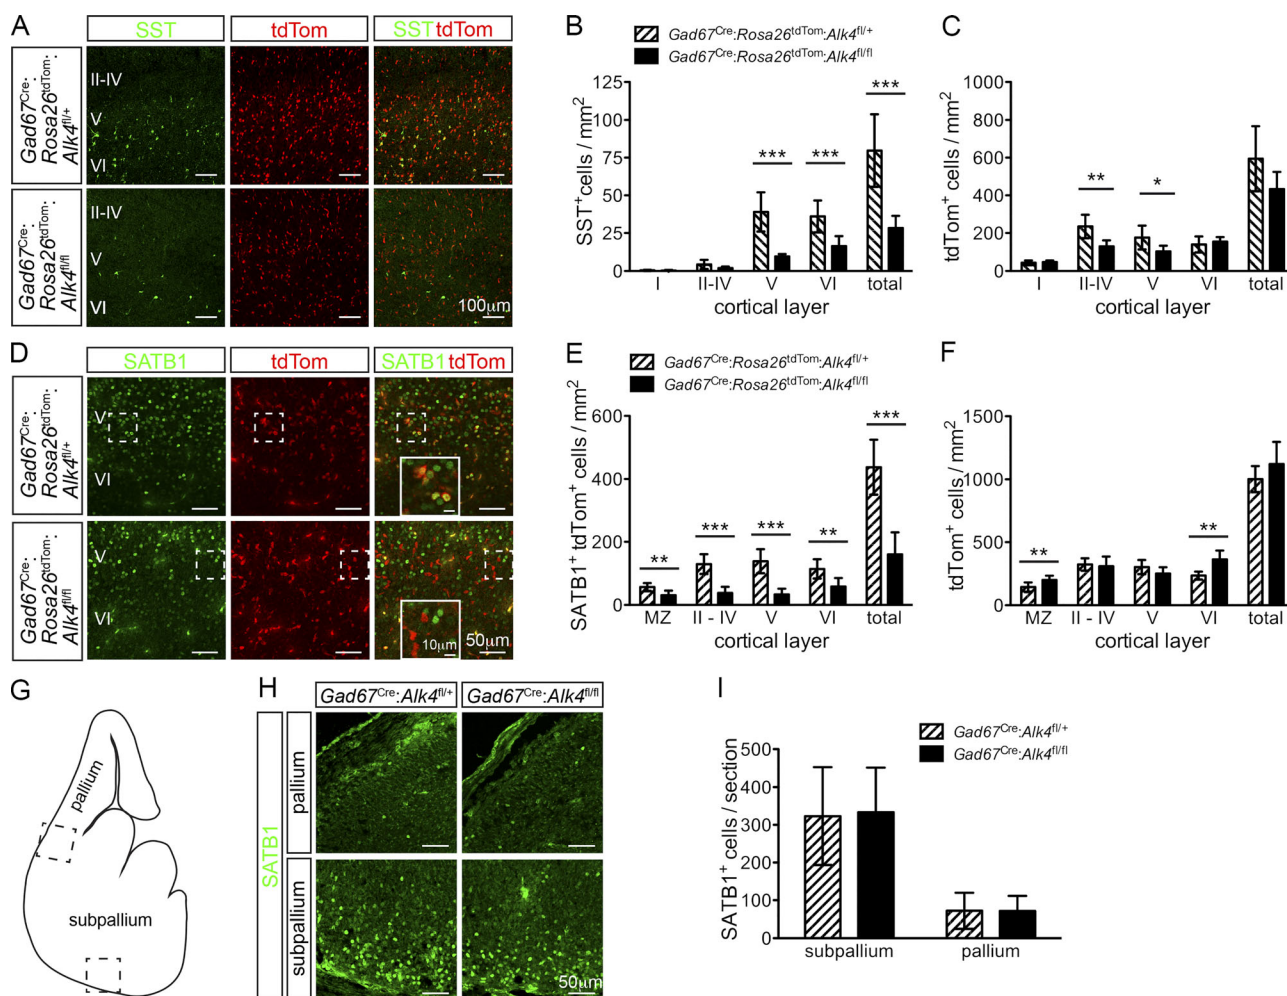 A
SST
tdTom
SST tdTom
Gad67Cre:
Rosa26tdTom:
Alk4fl/+
II-IV
V
VI
Gad67Cre:
Rosa26tdTom:
Alk4fl/fl
II-IV
V
VI
100μm
B
Gad67Cre:Rosa26tdTom:Alk4fl/+
Gad67Cre:Rosa26tdTom:Alk4fl/fl
SST+cells / mm2
125
100
75
50
25
0
***
***
***
I II-IV V VI total
cortical layer
C
tdTom+ cells / mm2
1000
800
600
400
200
0
**
*
I II-IV V VI total
cortical layer
D
SATB1
tdTom
SATB1 tdTom
Gad67Cre:
Rosa26tdTom:
Alk4fl/+
V
VI
Gad67Cre:
Rosa26tdTom:
Alk4fl/fl
V
VI
10μm
50μm
E
Gad67Cre:Rosa26tdTom:Alk4fl/+
Gad67Cre:Rosa26tdTom:Alk4fl/fl
SATB1+ tdTom+ cells / mm2
600
400
200
0
**
***
***
**
***
MZ II - IV V VI total
cortical layer
F
tdTom+ cells / mm2
1500
1000
500
0
**
**
MZ II - IV V VI total
cortical layer
G
pallium
subpallium
H
Gad67Cre:Alk4fl/+
Gad67Cre:Alk4fl/fl
SATB1
pallium
subpallium
50μm
I
Gad67Cre:Alk4fl/+
Gad67Cre:Alk4fl/fl
SATB1+ cells / section
500
400
300
200
100
0
subpallium pallium